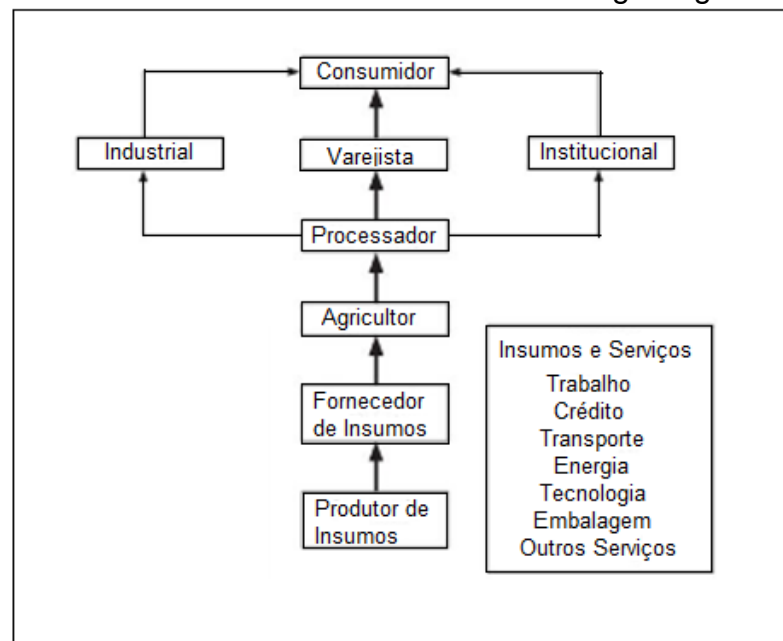 Consumidor
Industrial
Varejista
Institucional
Processador
Agricultor
Fornecedor
de Insumos
Produtor de
Insumos
Insumos e Serviços
Trabalho
Crédito
Transporte
Energia
Tecnologia
Embalagem
Outros Serviços